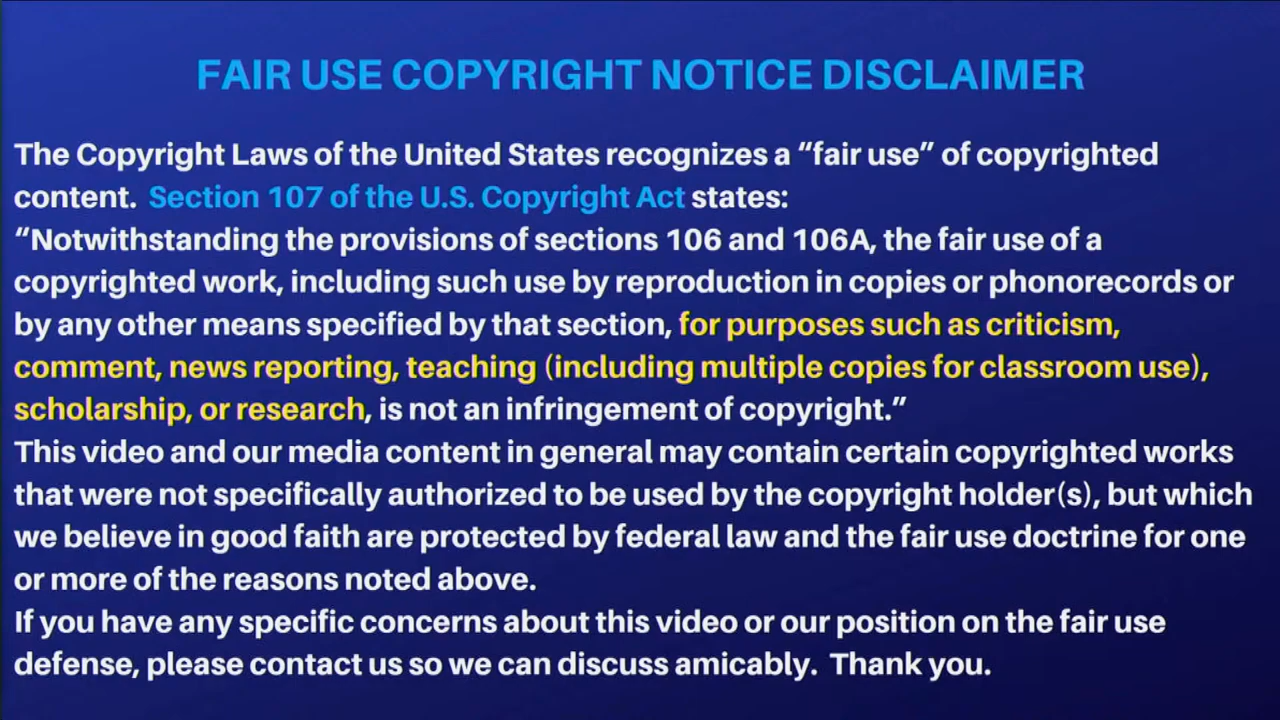 FAIR USE COPYRIGHT NOTICE DISCLAIMER
The Copyright Laws of the United States recognizes a “fair use” of copyrighted
content. Section 107 of the U.S. Copyright Act states:
“Notwithstanding the provisions of sections 106 and 106A, the fair use of a
copyrighted work, including such use by reproduction in copies or phonorecords or
by any other means specified by that section, for purposes such as criticism,
comment, news reporting, teaching (including multiple copies for classroom use),
scholarship, or research, is not an infringement of copyright.”
This video and our media content in general may contain certain copyrighted works
that were not specifically authorized to be used by the copyright holder(s), but which
we believe in good faith are protected by federal law and the fair use doctrine for one
or more of the reasons noted above.
If you have any specific concerns about this video or our position on the fair use
defense, please contact us so we can discuss amicably. Thank you.